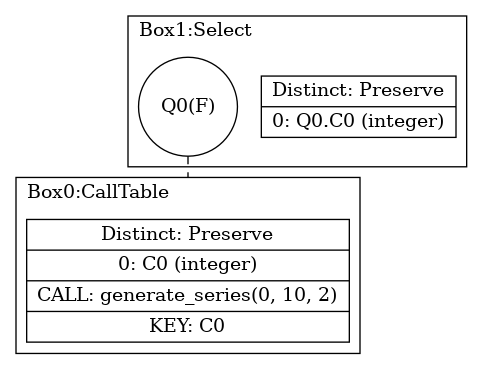 Box1:Select
Q0(F)
Distinct: Preserve
0: Q0.C0 (integer)
Box0:CallTable
Distinct: Preserve
0: C0 (integer)
CALL: generate_series(0, 10, 2)
KEY: C0